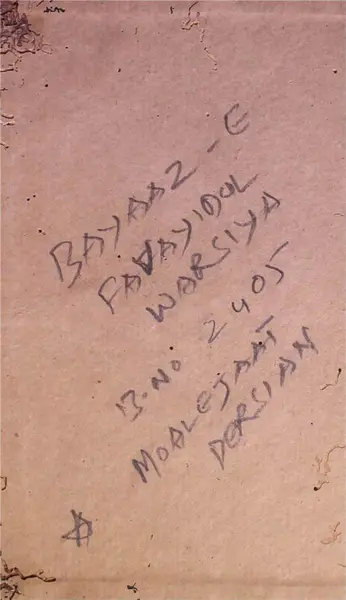 BAYAAZ-E
FAVAYIDUL
WARSIYA
B.NO 2405
MOALEJAAT
PERSIAN